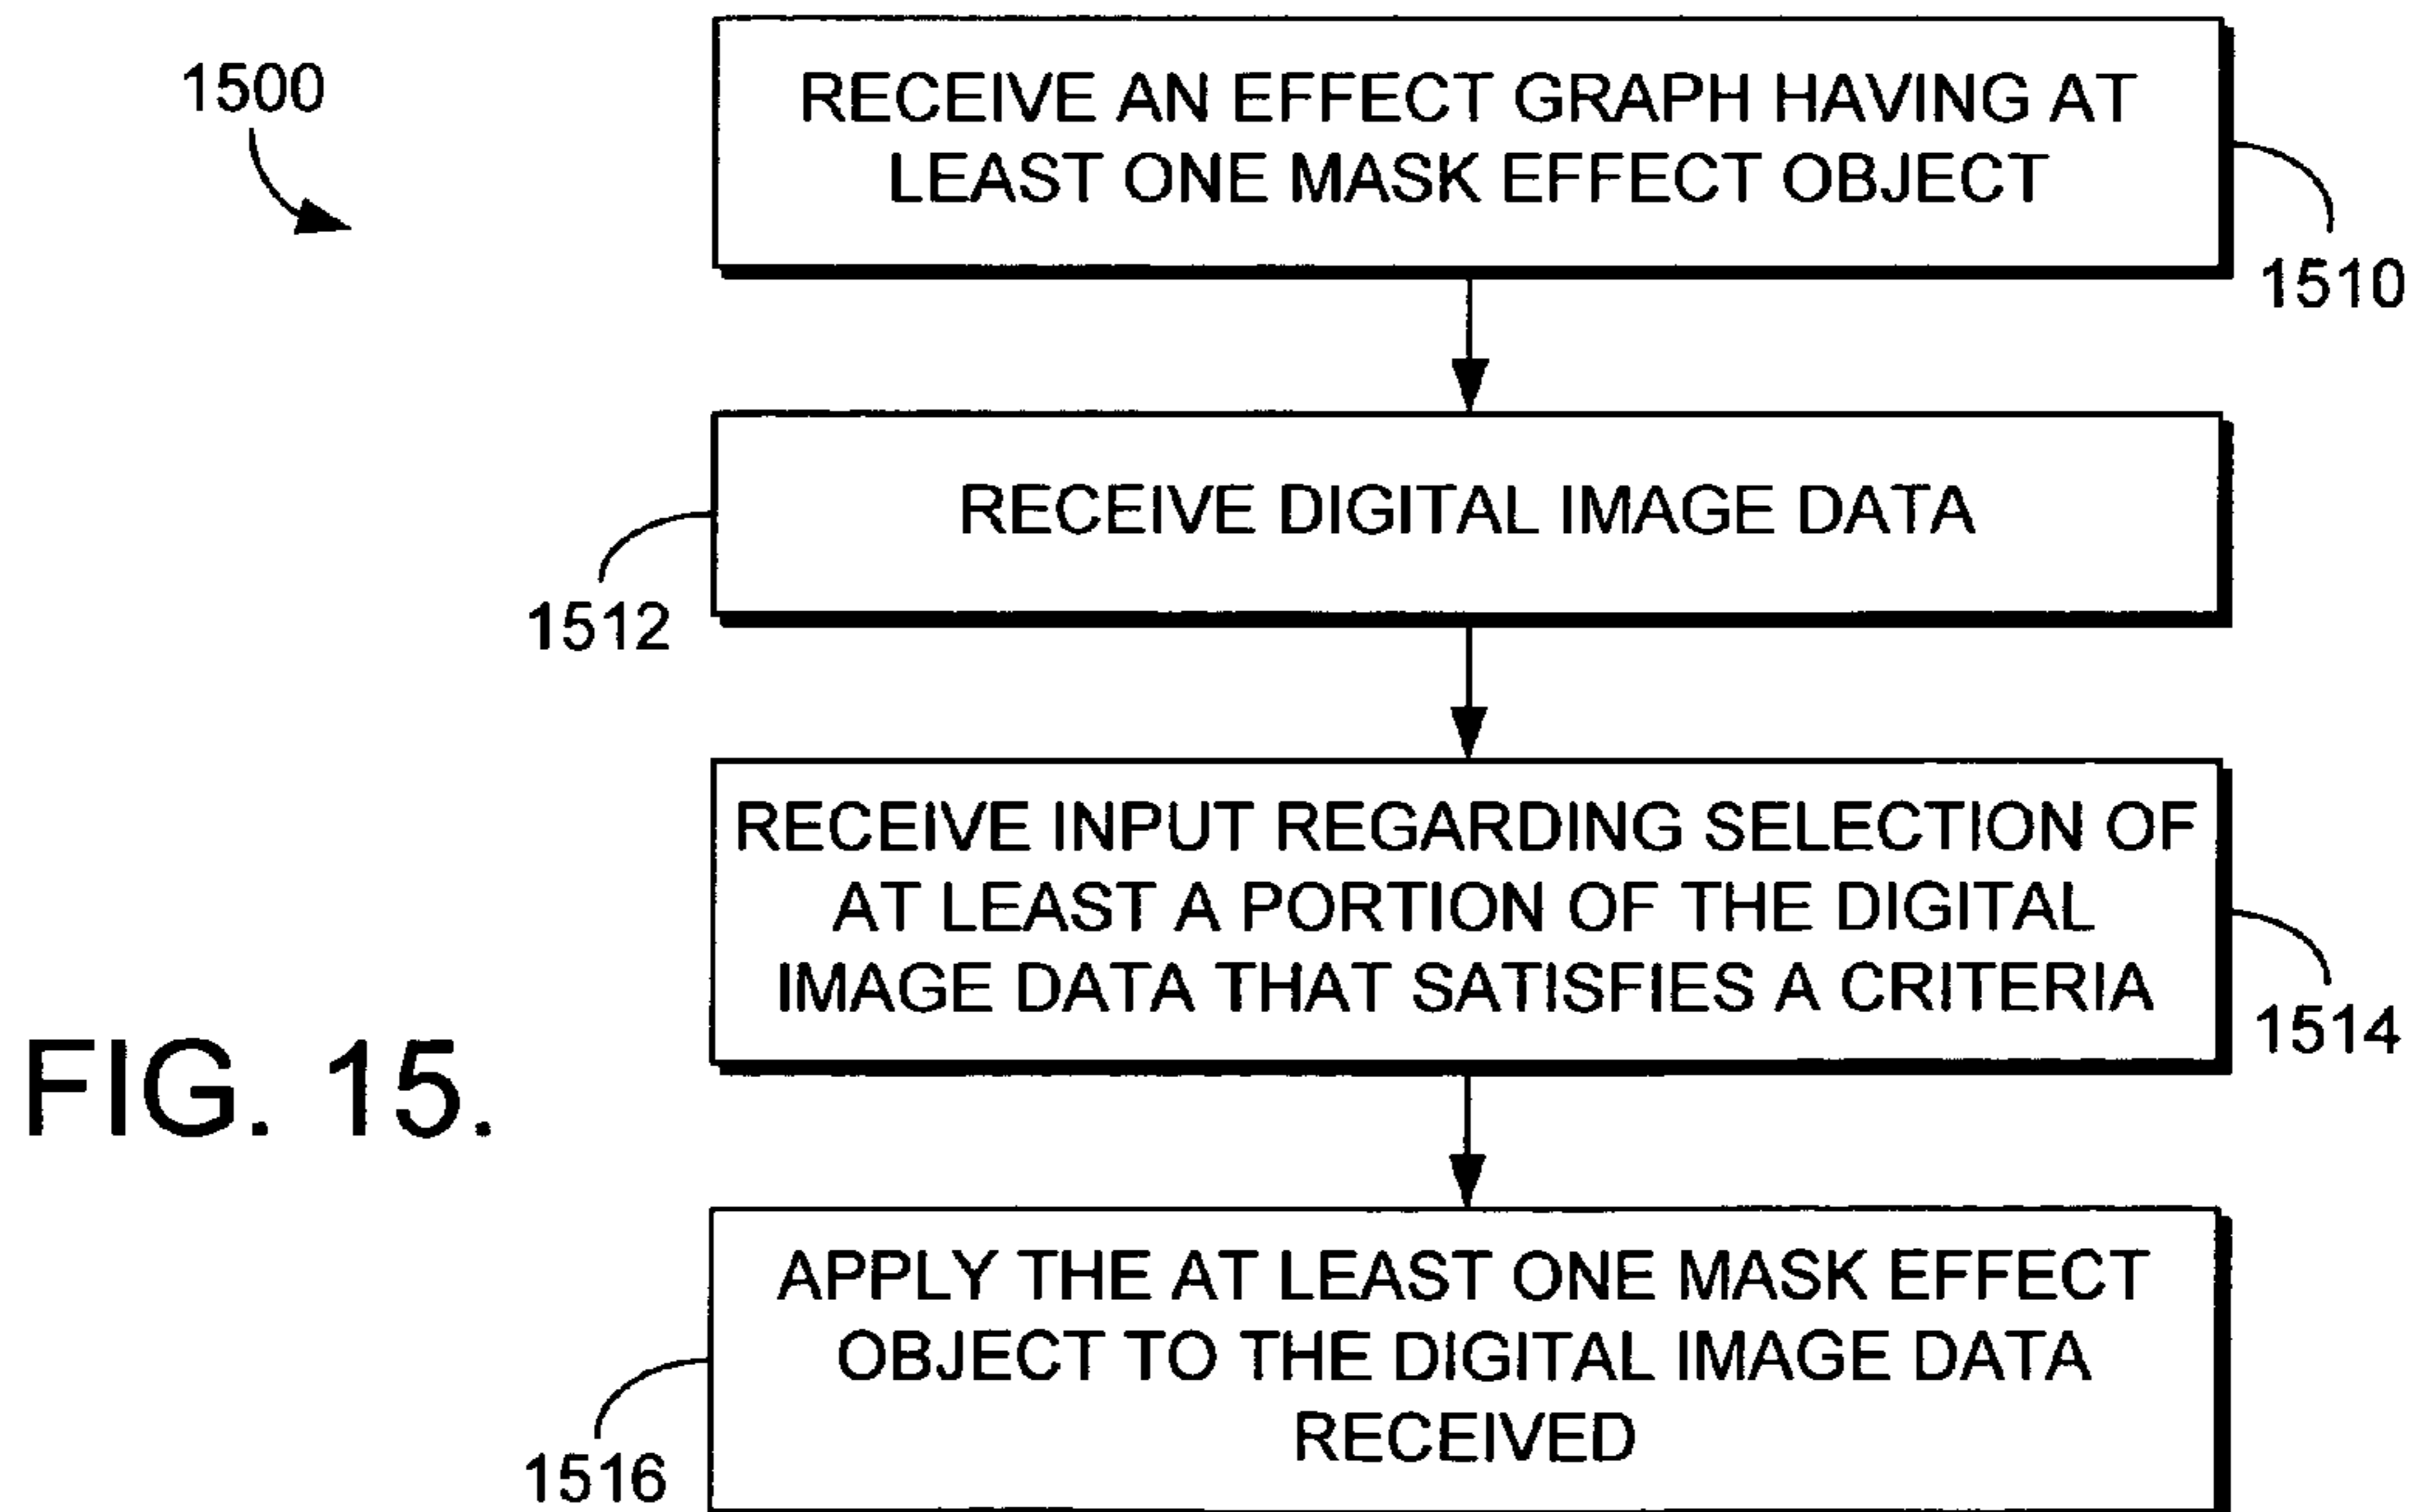 1500
RECEIVE AN EFFECT GRAPH HAVING AT
LEAST ONE MASK EFFECT OBJECT
1510
RECEIVE DIGITAL IMAGE DATA
1512
RECEIVE INPUT REGARDING SELECTION OF
AT LEAST A PORTION OF THE DIGITAL
IMAGE DATA THAT SATISFIES A CRITERIA
1514
FIG. 15.
APPLY THE AT LEAST ONE MASK EFFECT
OBJECT TO THE DIGITAL IMAGE DATA
RECEIVED
1516